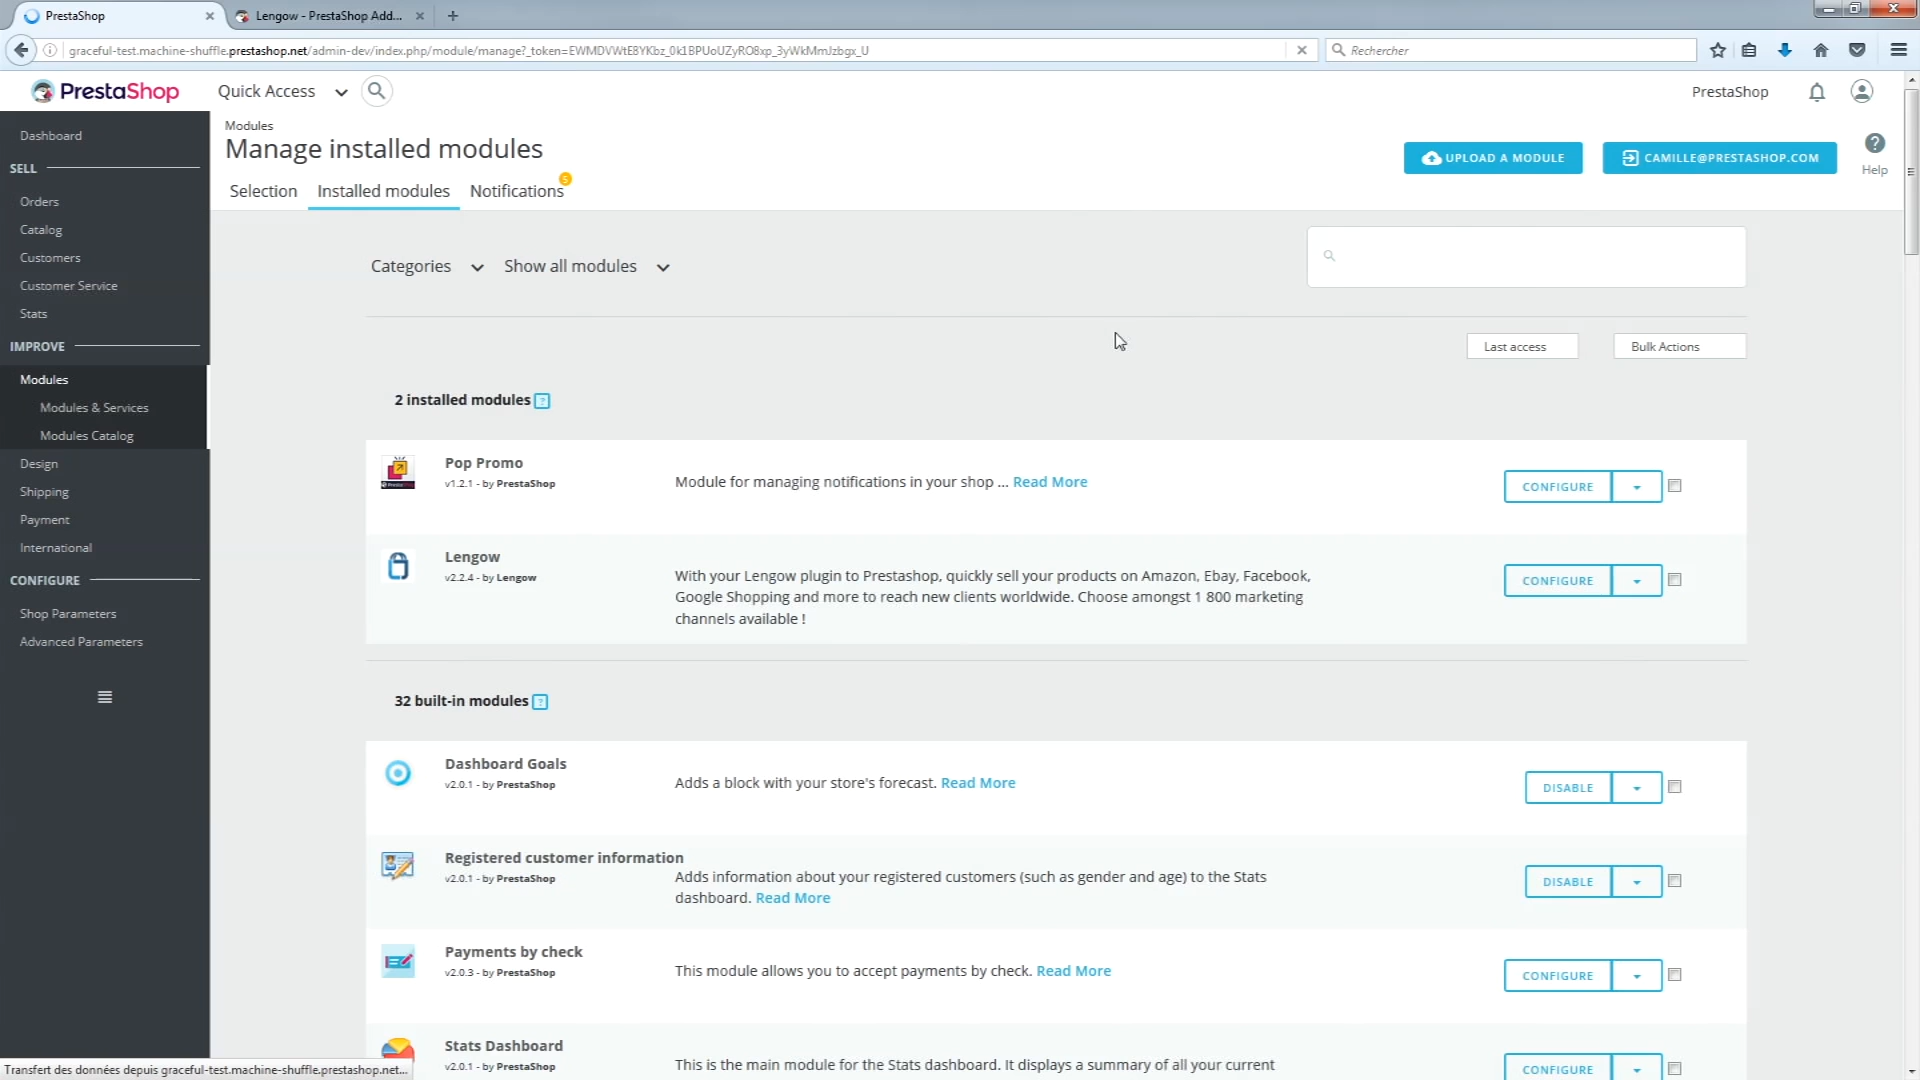 PrestaShop
Lengow - PrestaShop Add...
graceful-test.machine-shuffle.prestashop.net/admin-dev/index.php/module/manage?_token=EWMDVWtE8YKbz_0k1BPUoUZyRO8xp_3yWkMmJzbgx_U
Rechercher
PrestaShop
Quick Access
PrestaShop
Modules
Manage installed modules
UPLOAD A MODULE
CAMILLE@PRESTASHOP.COM
Help
Selection
Installed modules
Notifications
5
Dashboard
SELL
Orders
Catalog
Customers
Customer Service
Stats
IMPROVE
Modules
Modules & Services
Modules Catalog
Design
Shipping
Payment
International
CONFIGURE
Shop Parameters
Advanced Parameters
Categories
Show all modules
Last access
Bulk Actions
2 installed modules ?
Pop Promo
v1.2.1 - by PrestaShop
Module for managing notifications in your shop ... Read More
CONFIGURE
Lengow
v2.2.4 - by Lengow
With your Lengow plugin to Prestashop, quickly sell your products on Amazon, Ebay, Facebook,
Google Shopping and more to reach new clients worldwide. Choose amongst 1 800 marketing
channels available !
CONFIGURE
32 built-in modules ?
Dashboard Goals
v2.0.1 - by PrestaShop
Adds a block with your store's forecast. Read More
DISABLE
Registered customer information
v2.0.1 - by PrestaShop
Adds information about your registered customers (such as gender and age) to the Stats
dashboard. Read More
DISABLE
Payments by check
v2.0.3 - by PrestaShop
This module allows you to accept payments by check. Read More
CONFIGURE
Stats Dashboard
v2.0.1 - by PrestaShop
This is the main module for the Stats dashboard. It displays a summary of all your current
CONFIGURE
Transfert des données depuis graceful-test.machine-shuffle.prestashop.net...